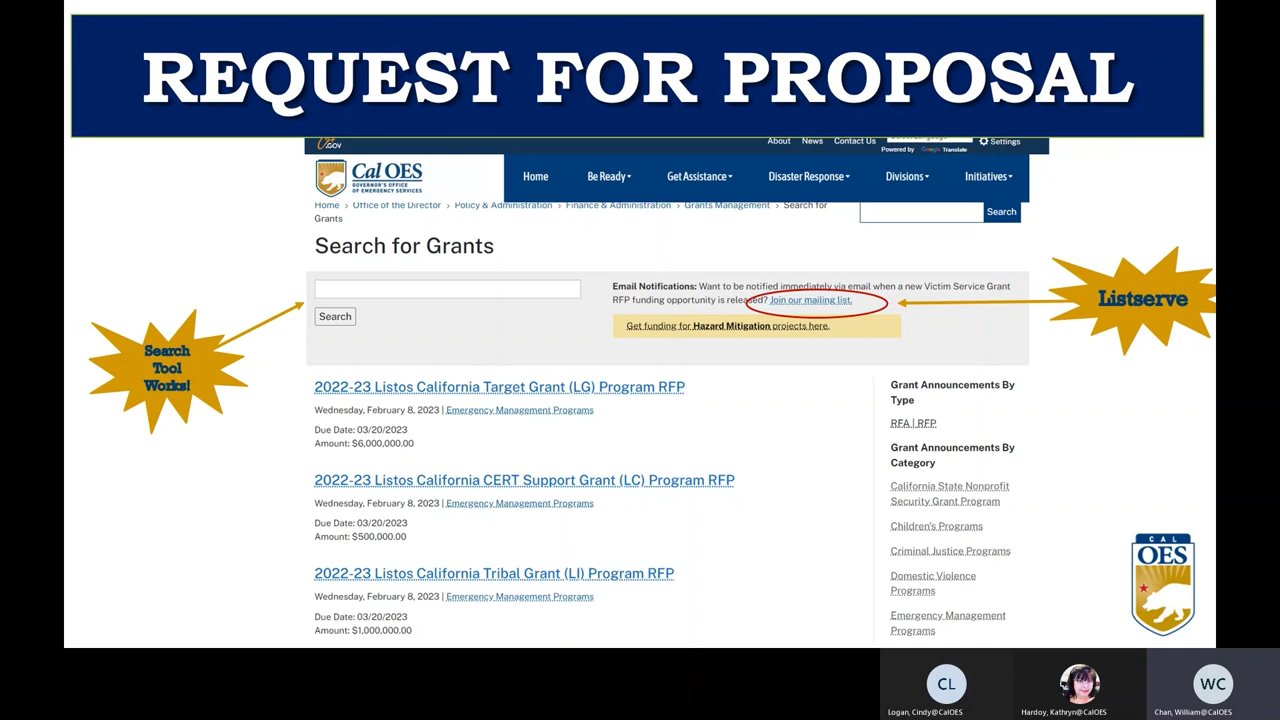 REQUEST FOR PROPOSAL
.GOV
About News Contact Us
Powered by Google Translate
Settings
Cal OES
GOVERNOR'S OFFICE
OF EMERGENCY SERVICES
Home Be Ready Get Assistance Disaster Response Divisions Initiatives
Home › Office of the Director › Policy & Administration › Finance & Administration › Grants Management › Search for
Grants
Search
Search for Grants
Email Notifications: Want to be notified immediately via email when a new Victim Service Grant
RFP funding opportunity is released? Join our mailing list.
Search
Get funding for Hazard Mitigation projects here.
Listserve
Search
Tool
Works!
2022-23 Listos California Target Grant (LG) Program RFP
Wednesday, February 8, 2023 | Emergency Management Programs
Due Date: 03/20/2023
Amount: $6,000,000.00
2022-23 Listos California CERT Support Grant (LC) Program RFP
Wednesday, February 8, 2023 | Emergency Management Programs
Due Date: 03/20/2023
Amount: $500,000.00
2022-23 Listos California Tribal Grant (LI) Program RFP
Wednesday, February 8, 2023 | Emergency Management Programs
Due Date: 03/20/2023
Amount: $1,000,000.00
Grant Announcements By
Type
RFA | RFP
Grant Announcements By
Category
California State Nonprofit
Security Grant Program
Children's Programs
Criminal Justice Programs
Domestic Violence
Programs
Emergency Management
Programs
CAL
OES
CL
WC
Logan, Cindy@CalOES
Hardoy, Kathryn@CalOES
Chan, William@CalOES